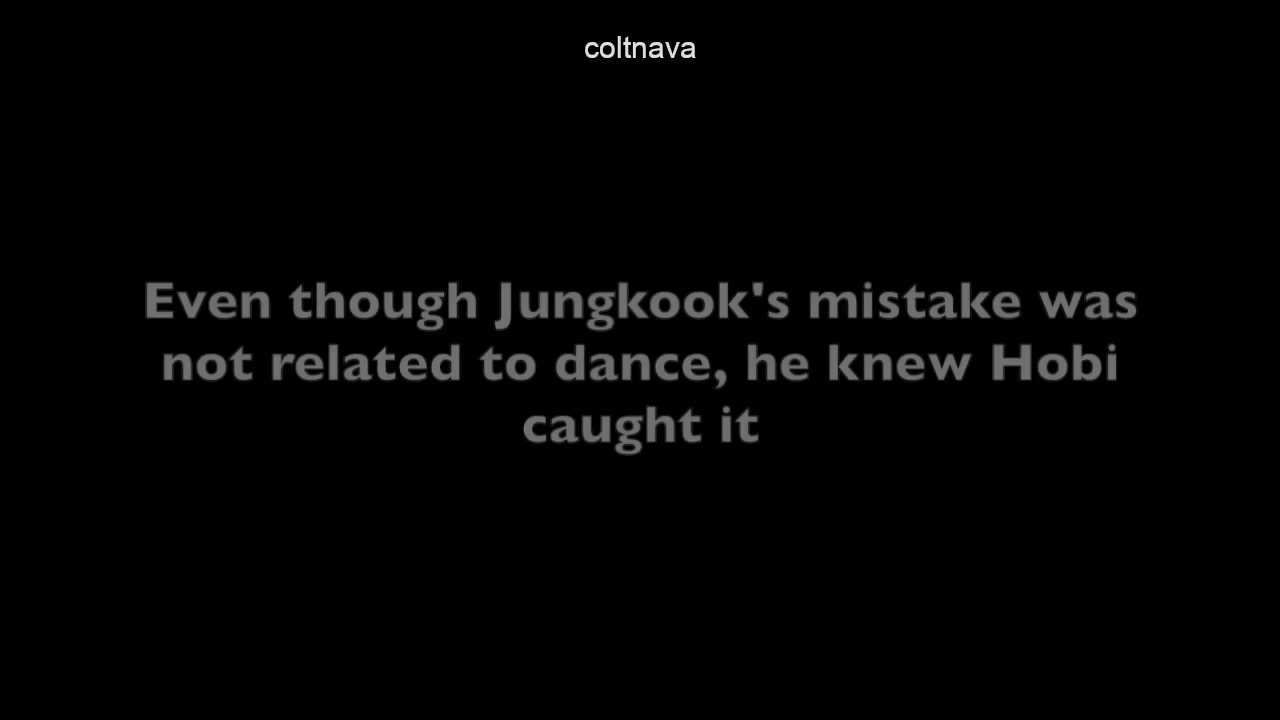 coltnava
Even though Jungkook's mistake was
not related to dance, he knew Hobi
caught it